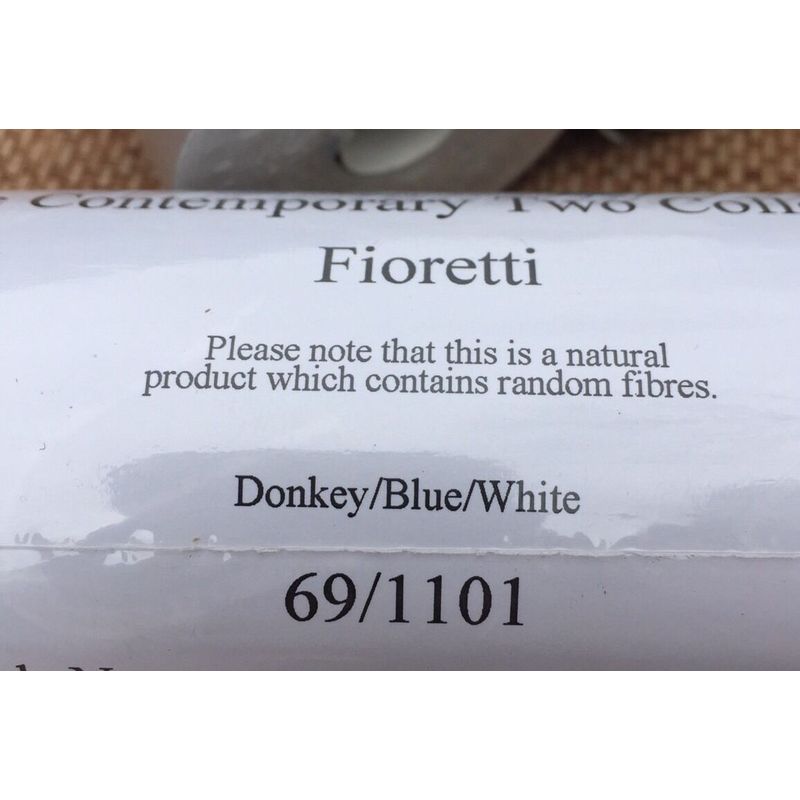 Contemporary Two
Fioretti
Please note that this is a natural
product which contains random fibres.
Donkey/Blue/White
69/1101